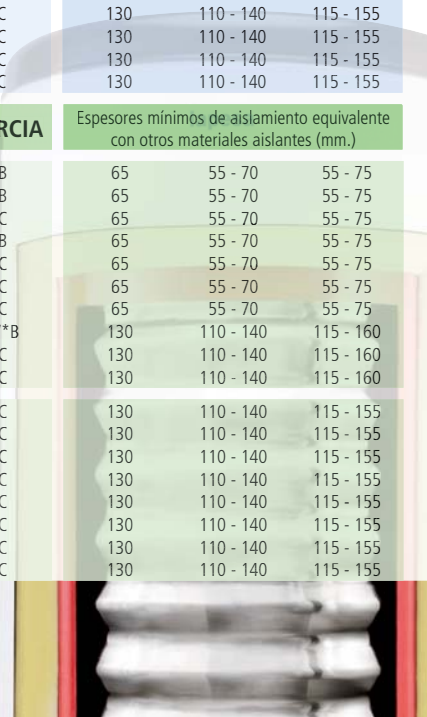 C 130 110 - 140 115 - 155
C 130 110 - 140 115 - 155
C 130 110 - 140 115 - 155
C 130 110 - 140 115 - 155
RCIA
Espesores mínimos de aislamiento equivalente
con otros materiales aislantes (mm.)
B 65 55 - 70 55 - 75
B 65 55 - 70 55 - 75
C 65 55 - 70 55 - 75
B 65 55 - 70 55 - 75
C 65 55 - 70 55 - 75
C 65 55 - 70 55 - 75
C 65 55 - 70 55 - 75
*B 130 110 - 140 115 - 160
C 130 110 - 140 115 - 160
C 130 110 - 140 115 - 160
C 130 110 - 140 115 - 155
C 130 110 - 140 115 - 155
C 130 110 - 140 115 - 155
C 130 110 - 140 115 - 155
C 130 110 - 140 115 - 155
C 130 110 - 140 115 - 155
C 130 110 - 140 115 - 155
C 130 110 - 140 115 - 155